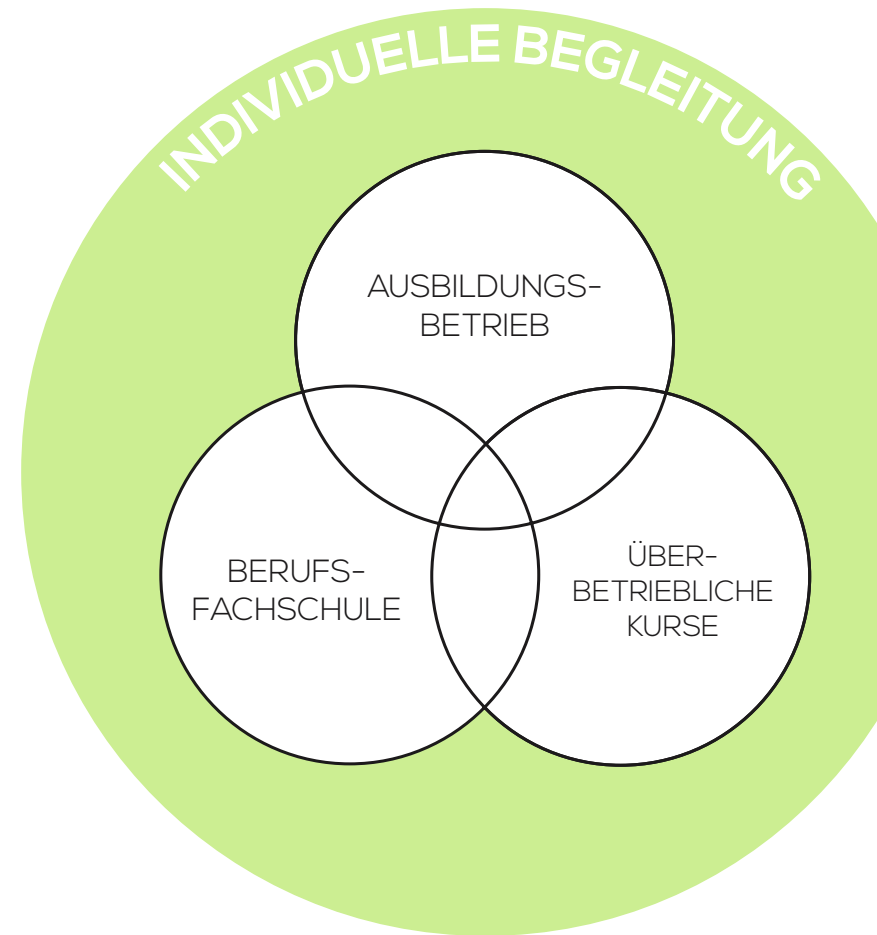 INDIVIDUELLE BEGLEITUNG
AUSBILDUNGS-
BETRIEB
BERUFS-
FACHSCHULE
ÜBER-
BETRIEBLICHE
KURSE